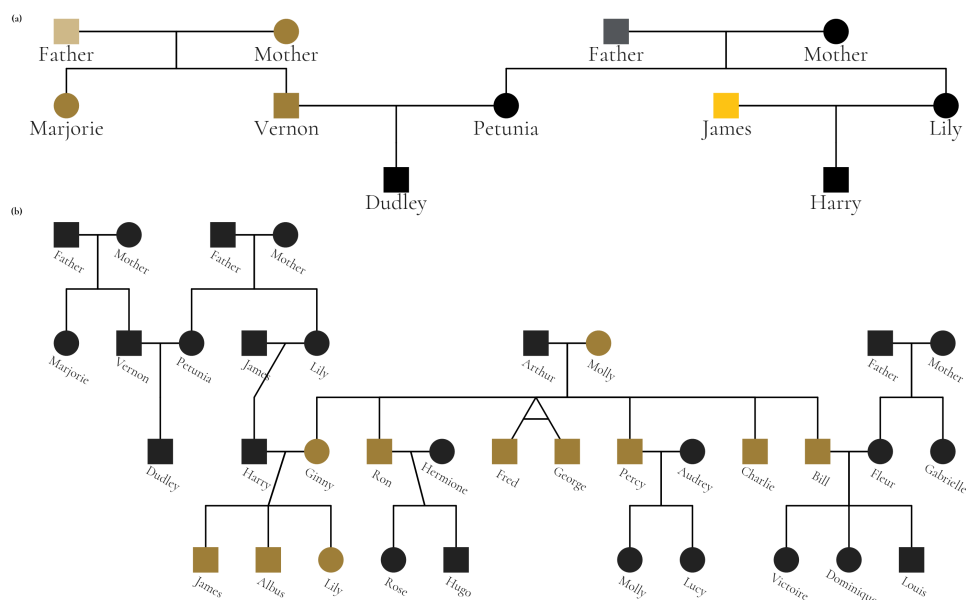 (a)
Father Mother Father Mother
Marjorie Vernon Petunia James Lily
Dudley Harry
(b)
Father Mother Father Mother
Marjorie Vernon Petunia James Lily Arthur Molly Father Mother
Dudley Harry Ginny Ron Hermione Fred George Percy Audrey Charlie Bill Fleur Gabrielle
James Albus Lily Rose Hugo Molly Lucy Victoire Dominique Louis